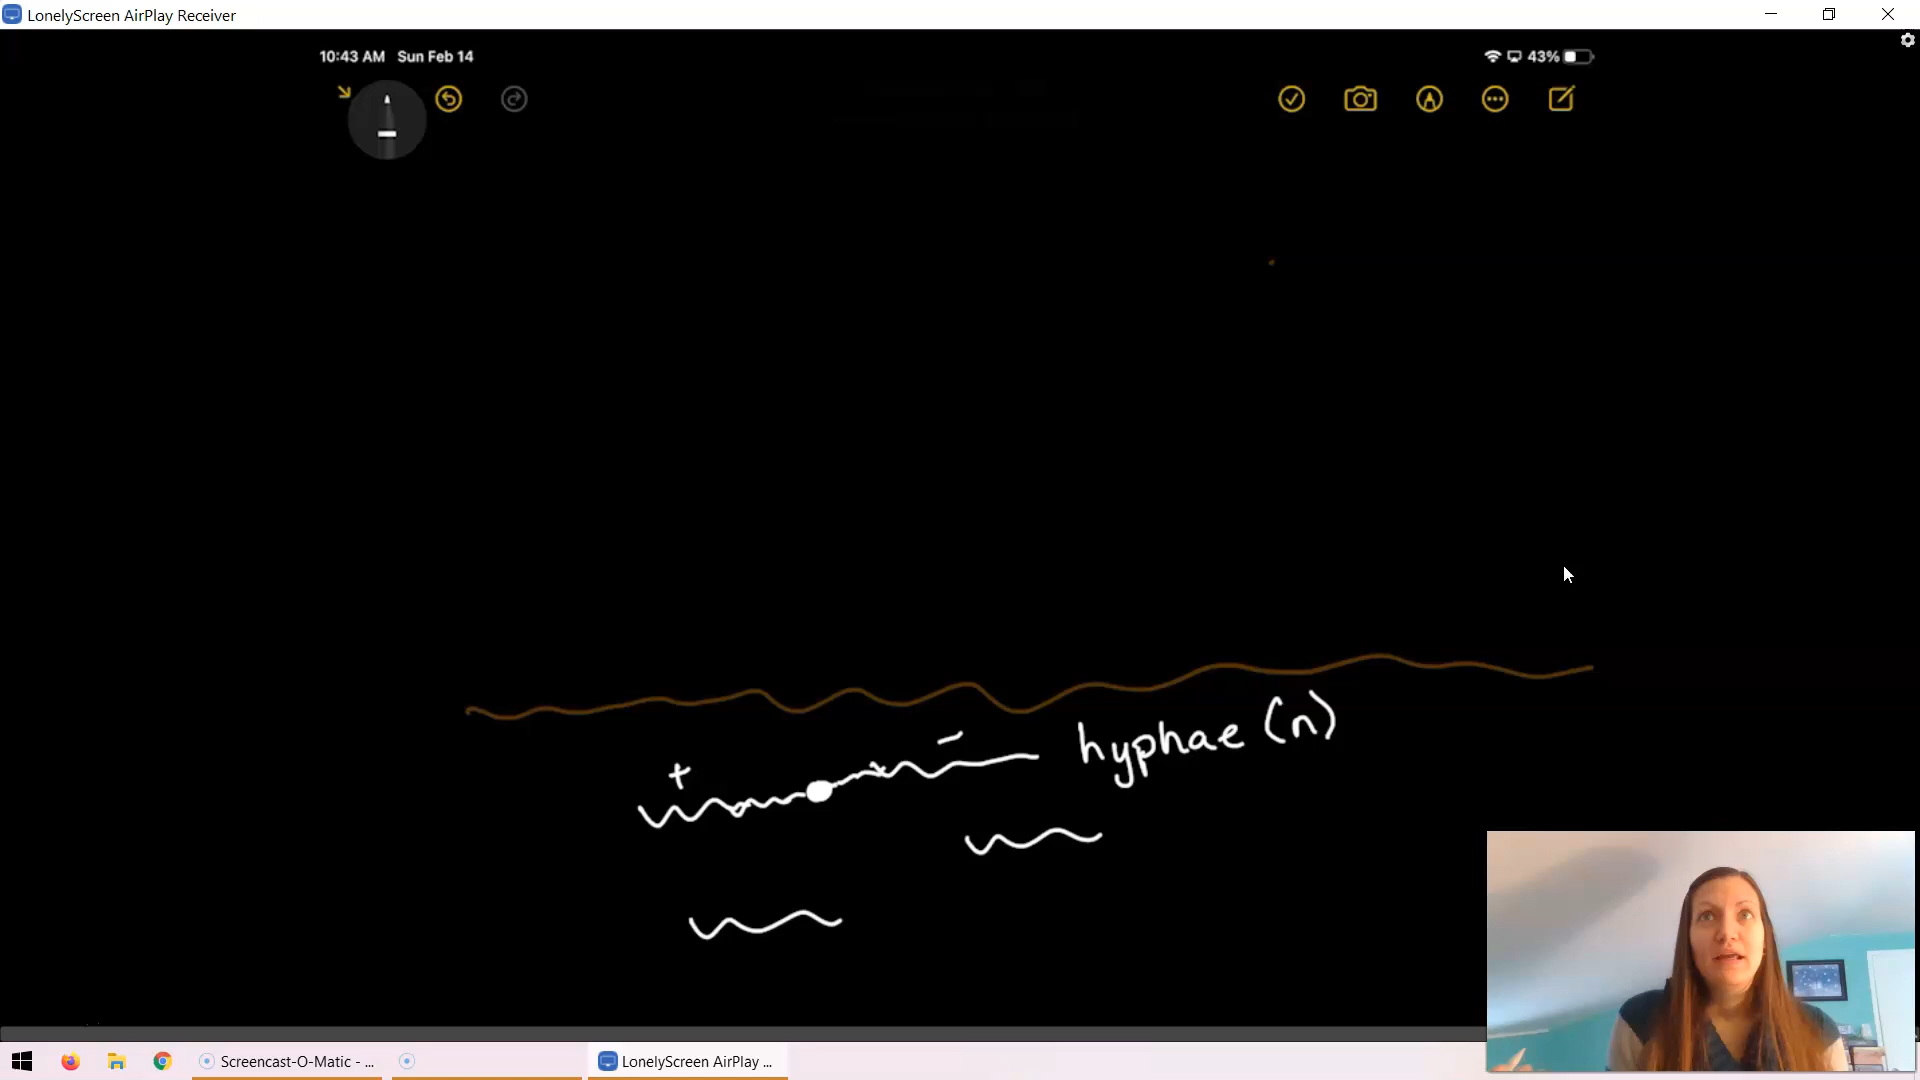 LonelyScreen AirPlay Receiver
10:43 AM Sun Feb 14
43%
hyphae (n)
+
−
Screencast-O-Matic - ...
LonelyScreen AirPlay ...